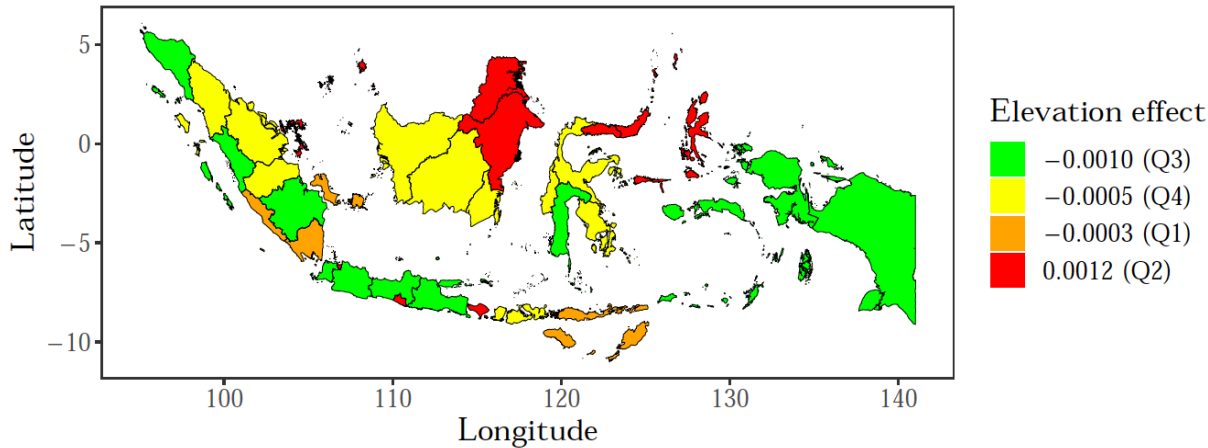 5
0
−5
−10
Latitude
100
110
120
130
140
Longitude
Elevation effect
−0.0010 (Q3)
−0.0005 (Q4)
−0.0003 (Q1)
0.0012 (Q2)